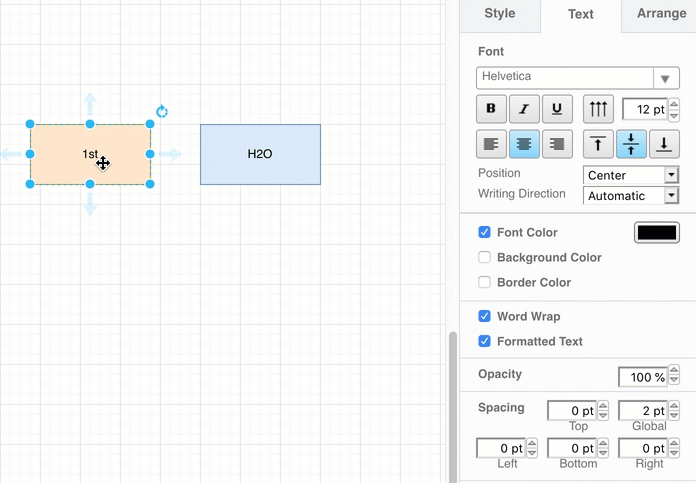 Style Text Arrange
Font
Helvetica
B I U 12 pt
Position Center
Writing Direction Automatic
Font Color
Background Color
Border Color
Word Wrap
Formatted Text
Opacity 100 %
Spacing 0 pt 2 pt
Top Global
0 pt 0 pt 0 pt
Left Bottom Right
1st
H2O